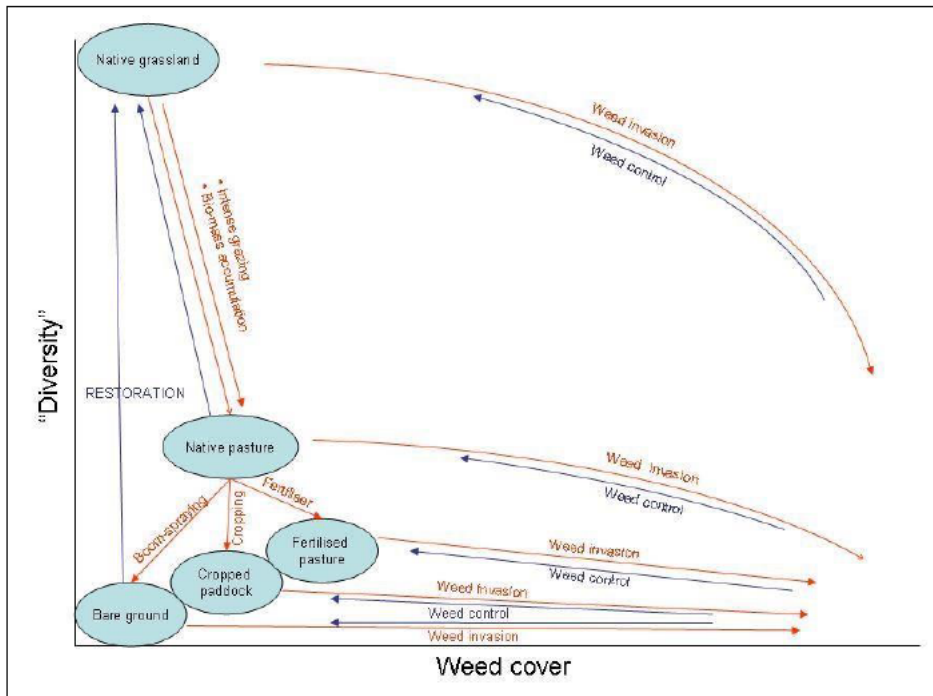 Native grassland
Weed invasion
Weed control
• Intense grazing
• Bio-mass accumulation
"Diversity"
RESTORATION
Native pasture
Weed invasion
Weed control
Boom-spraying
Cropping
Fertiliser
Fertilised
pasture
Weed invasion
Weed control
Cropped
paddock
Weed invasion
Weed control
Bare ground
Weed invasion
Weed cover